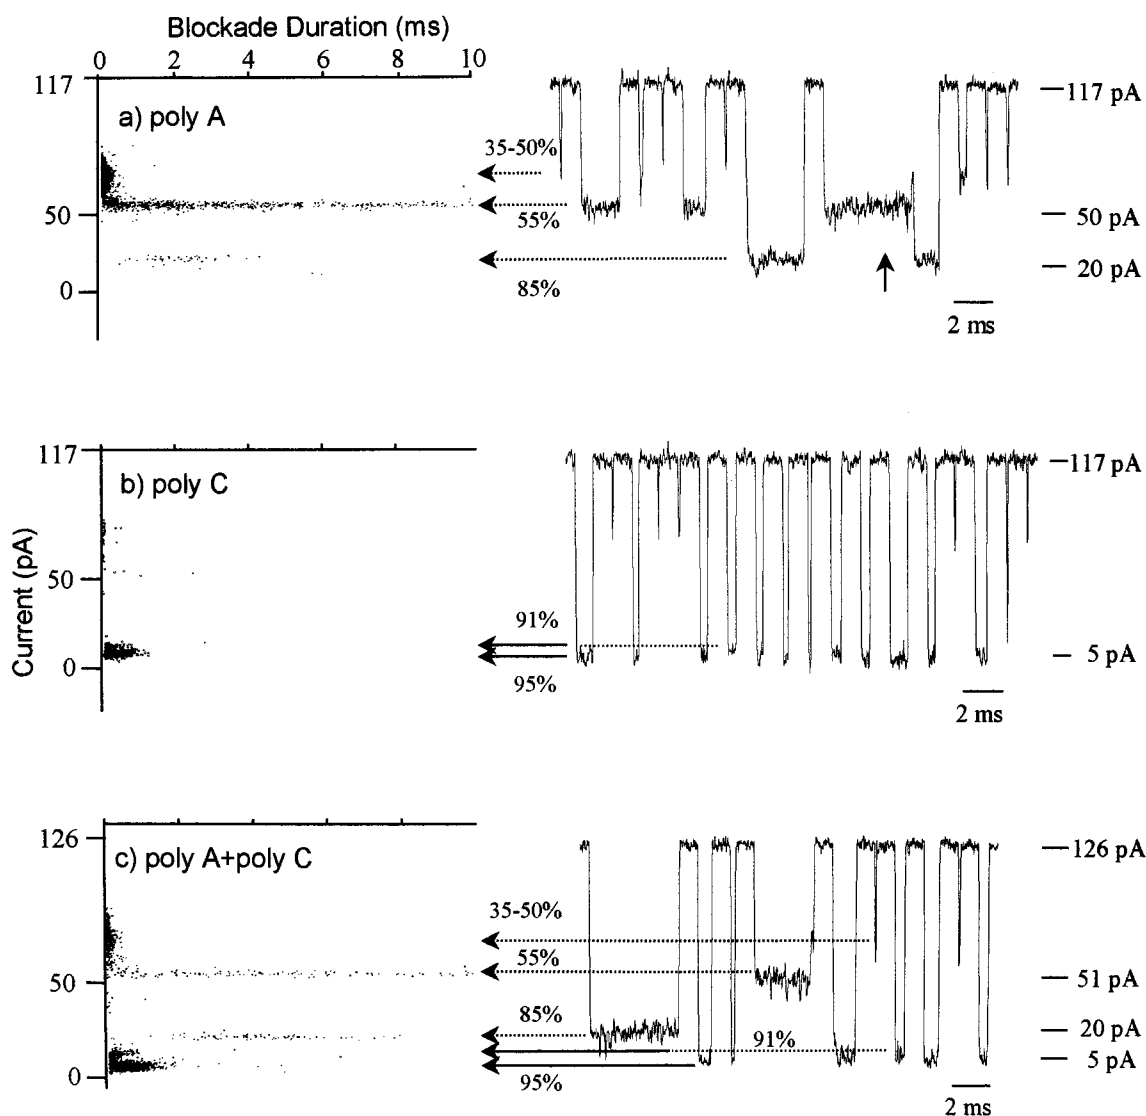 Blockade Duration (ms)
0 2 4 6 8 10
117
a) poly A
50
0
35-50%
55%
85%
117 pA
50 pA
20 pA
2 ms
Current (pA)
117
b) poly C
50
0
91%
95%
117 pA
5 pA
2 ms
126
c) poly A+poly C
50
0
35-50%
55%
85%
91%
95%
126 pA
51 pA
20 pA
5 pA
2 ms